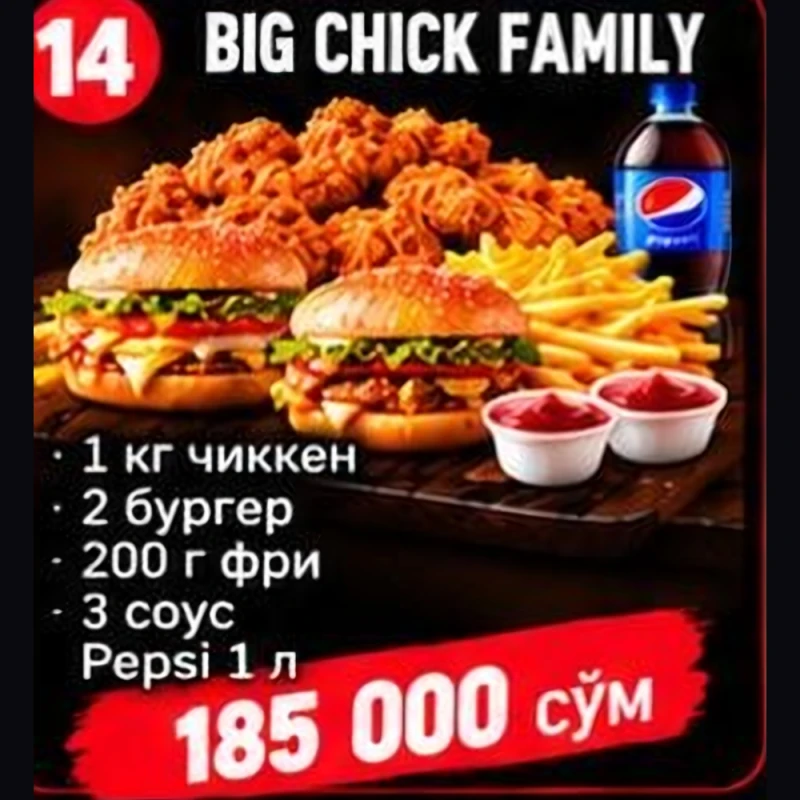 14
BIG CHICK FAMILY
· 1 кг чиккен
· 2 бургер
- 200 г фри
- 3 соус
Pepsi 1 л
185 000 сўм